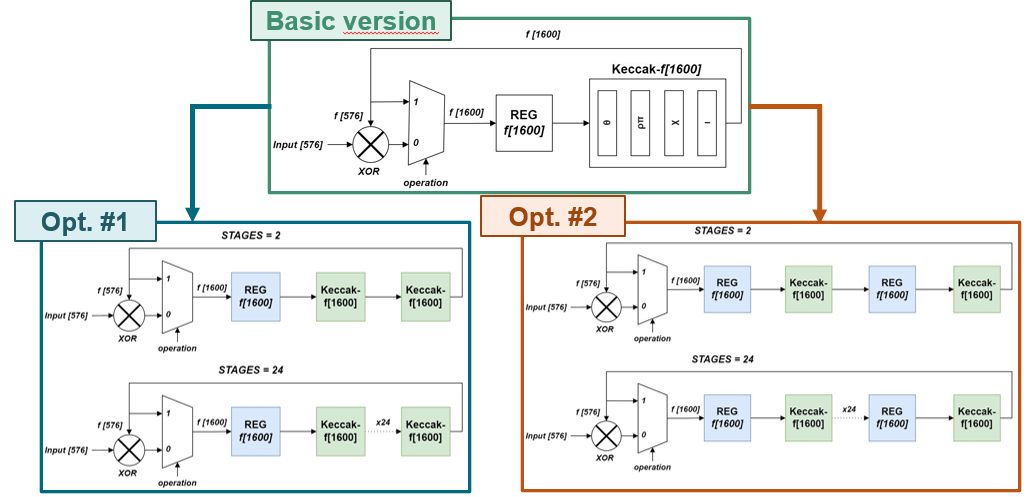 Basic version
f [1600]
Keccak-f[1600]
f [576]
1
f [1600]
REG
f[1600]
θ
ρπ
χ
ι
Input [576]
0
XOR
operation
Opt. #1
STAGES = 2
f [576]
1
f [1600]
REG
f[1600]
Keccak-
f[1600]
Keccak-
f[1600]
Input [576]
0
XOR
operation
STAGES = 24
f [576]
1
f [1600]
REG
f[1600]
Keccak-
f[1600]
x24
Keccak-
f[1600]
Input [576]
0
XOR
operation
Opt. #2
STAGES = 2
f [576]
1
f [1600]
REG
f[1600]
Keccak-
f[1600]
REG
f[1600]
Keccak-
f[1600]
Input [576]
0
XOR
operation
STAGES = 24
f [576]
1
f [1600]
REG
f[1600]
Keccak-
f[1600]
x24
REG
f[1600]
Keccak-
f[1600]
Input [576]
0
XOR
operation